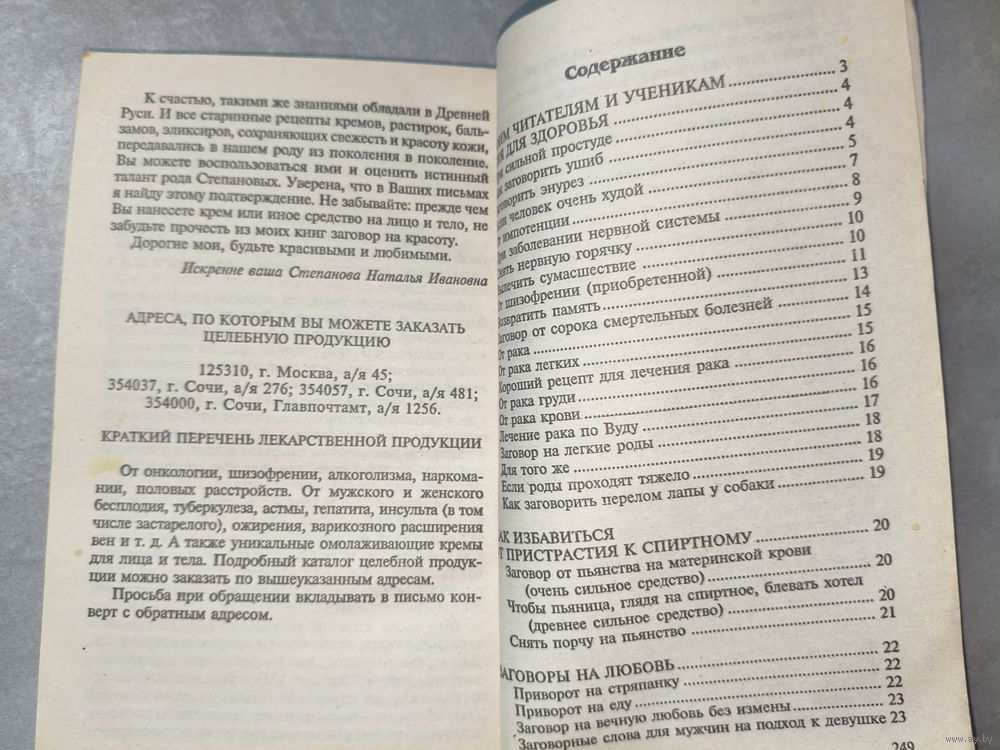 К счастью, такими же знаниями обладали в Древней
Руси. И все старинные рецепты кремов, растирок, баль-
замов, эликсиров, сохраняющих свежесть и красоту кожи,
передавались в нашем роду из поколения в поколение.
Вы можете воспользоваться ими и оценить истинный
талант рода Степановых. Уверена, что в Ваших письмах
я найду этому подтверждение. Не забывайте: прежде чем
Вы нанесете крем или иное средство на лицо и тело, не
забудьте прочесть из моих книг заговор на красоту.
Дорогие мои, будьте красивыми и любимыми.
Искренне ваша Степанова Наталья Ивановна
АДРЕСА, ПО КОТОРЫМ ВЫ МОЖЕТЕ ЗАКАЗАТЬ
ЦЕЛЕБНУЮ ПРОДУКЦИЮ
125310, г. Москва, а/я 45;
354037, г. Сочи, а/я 276; 354057, г. Сочи, а/я 481;
354000, г. Сочи, Главпочтамт, а/я 1256.
КРАТКИЙ ПЕРЕЧЕНЬ ЛЕКАРСТВЕННОЙ ПРОДУКЦИИ
От онкологии, шизофрении, алкоголизма, наркома-
нии, половых расстройств. От мужского и женского
бесплодия, туберкулеза, астмы, гепатита, инсульта (в том
числе застарелого), ожирения, варикозного расширения
вен и т. д. А также уникальные омолаживающие кремы
для лица и тела. Подробный каталог целебной продук-
ции можно заказать по вышеуказанным адресам.
Просьба при обращении вкладывать в письмо кон-
верт с обратным адресом.
Содержание
ИМ ЧИТАТЕЛЯМ И УЧЕНИКАМ 3
ДЛЯ ЗДОРОВЬЯ 4
сильной простуде 4
заговорить ушиб 4
говорить энурез 5
человек очень худой 7
От импотенции 8
При заболевании нервной системы 9
нервную горячку 10
лечить сумасшествие 10
От шизофрении (приобретенной) 11
возвратить память 13
Заговор от сорока смертельных болезней 14
От рака 15
От рака легких 15
Хороший рецепт для лечения рака 16
От рака груди 16
От рака крови 16
Лечение рака по Вуду 17
Заговор на легкие роды 18
Для того же 18
Если роды проходят тяжело 19
Как заговорить перелом лапы у собаки 19
АК ИЗБАВИТЬСЯ
Т ПРИСТРАСТИЯ К СПИРТНОМУ 20
Заговор от пьянства на материнской крови
(очень сильное средство) 20
Чтобы пьяница, глядя на спиртное, блевать хотел
(древнее сильное средство) 20
Снять порчу на пьянство 21
ЗАГОВОРЫ НА ЛЮБОВЬ 22
Приворот на стряпанку 22
Приворот на еду 22
Заговор на вечную любовь без измены 23
Заговорные слова для мужчин на подход к девушке 23
249
www.ay.by